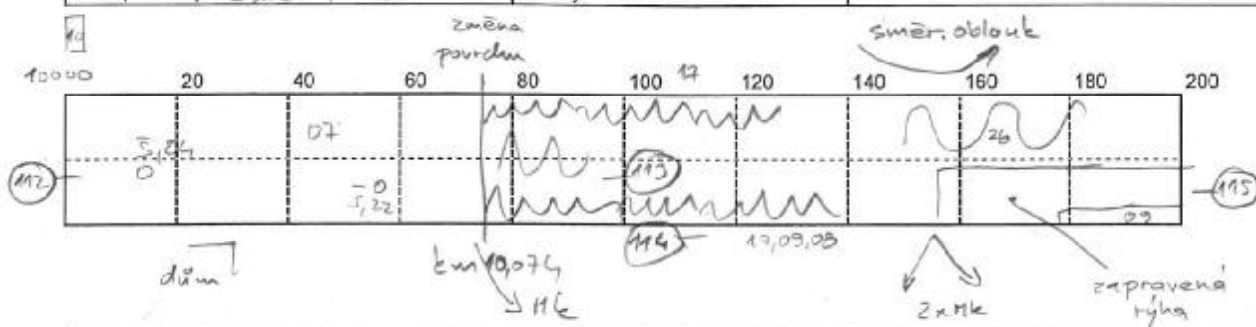 10
změna
povrchu
směr. oblouk
10000 20 40 60 80 100 17 120 140 160 180 200
07
26
5,24
0
112
113
115
-0
5,22
09
114
17,09,08
dům
km 10,074
Mk
2xMk
zapravená
rýha